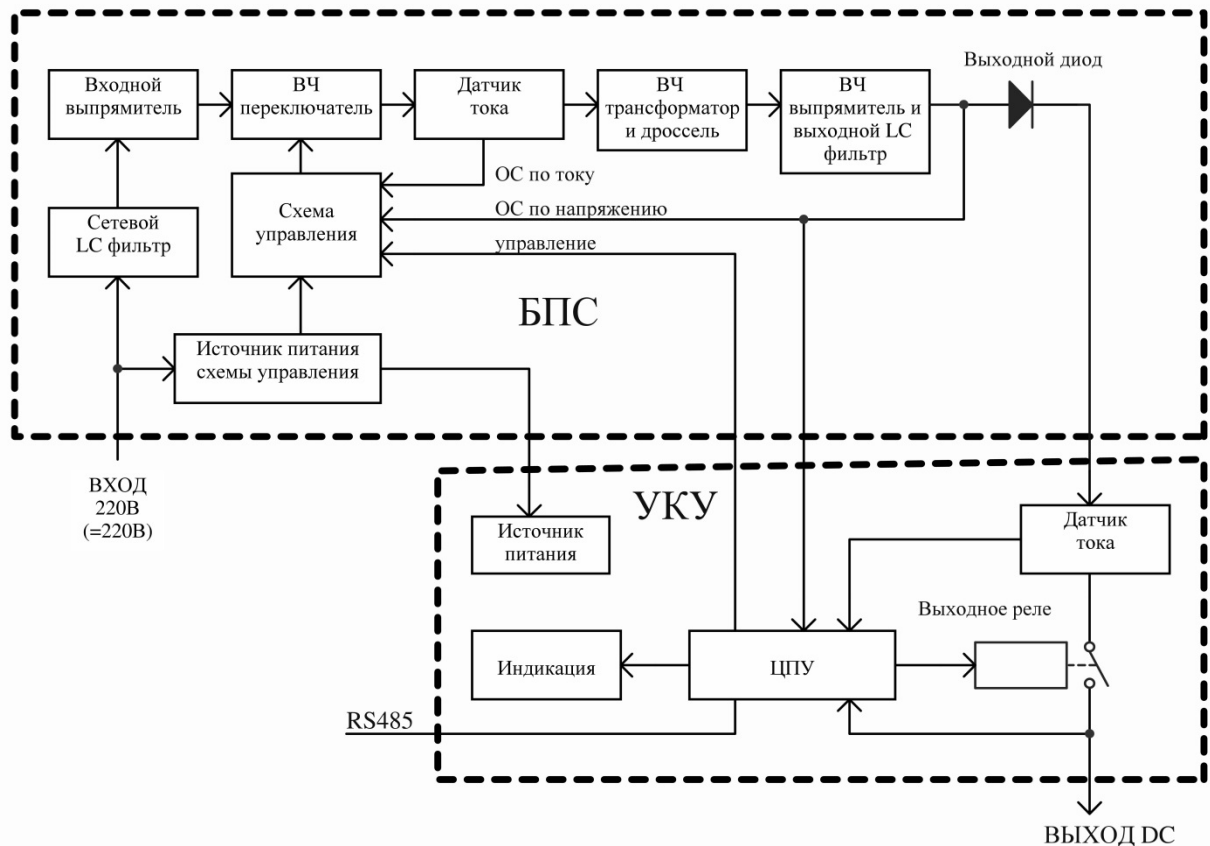 Выходной диод
Входной
выпрямитель
ВЧ
переключатель
Датчик
тока
ВЧ
трансформатор
и дроссель
ВЧ
выпрямитель и
выходной LC
фильтр
ОС по току
ОС по напряжению
управление
Сетевой
LC фильтр
Схема
управления
БПС
Источник питания
схемы управления
ВХОД
220В
(=220В)
УКУ
Источник
питания
Датчик
тока
Выходное реле
Индикация
ЦПУ
RS485
ВЫХОД DC